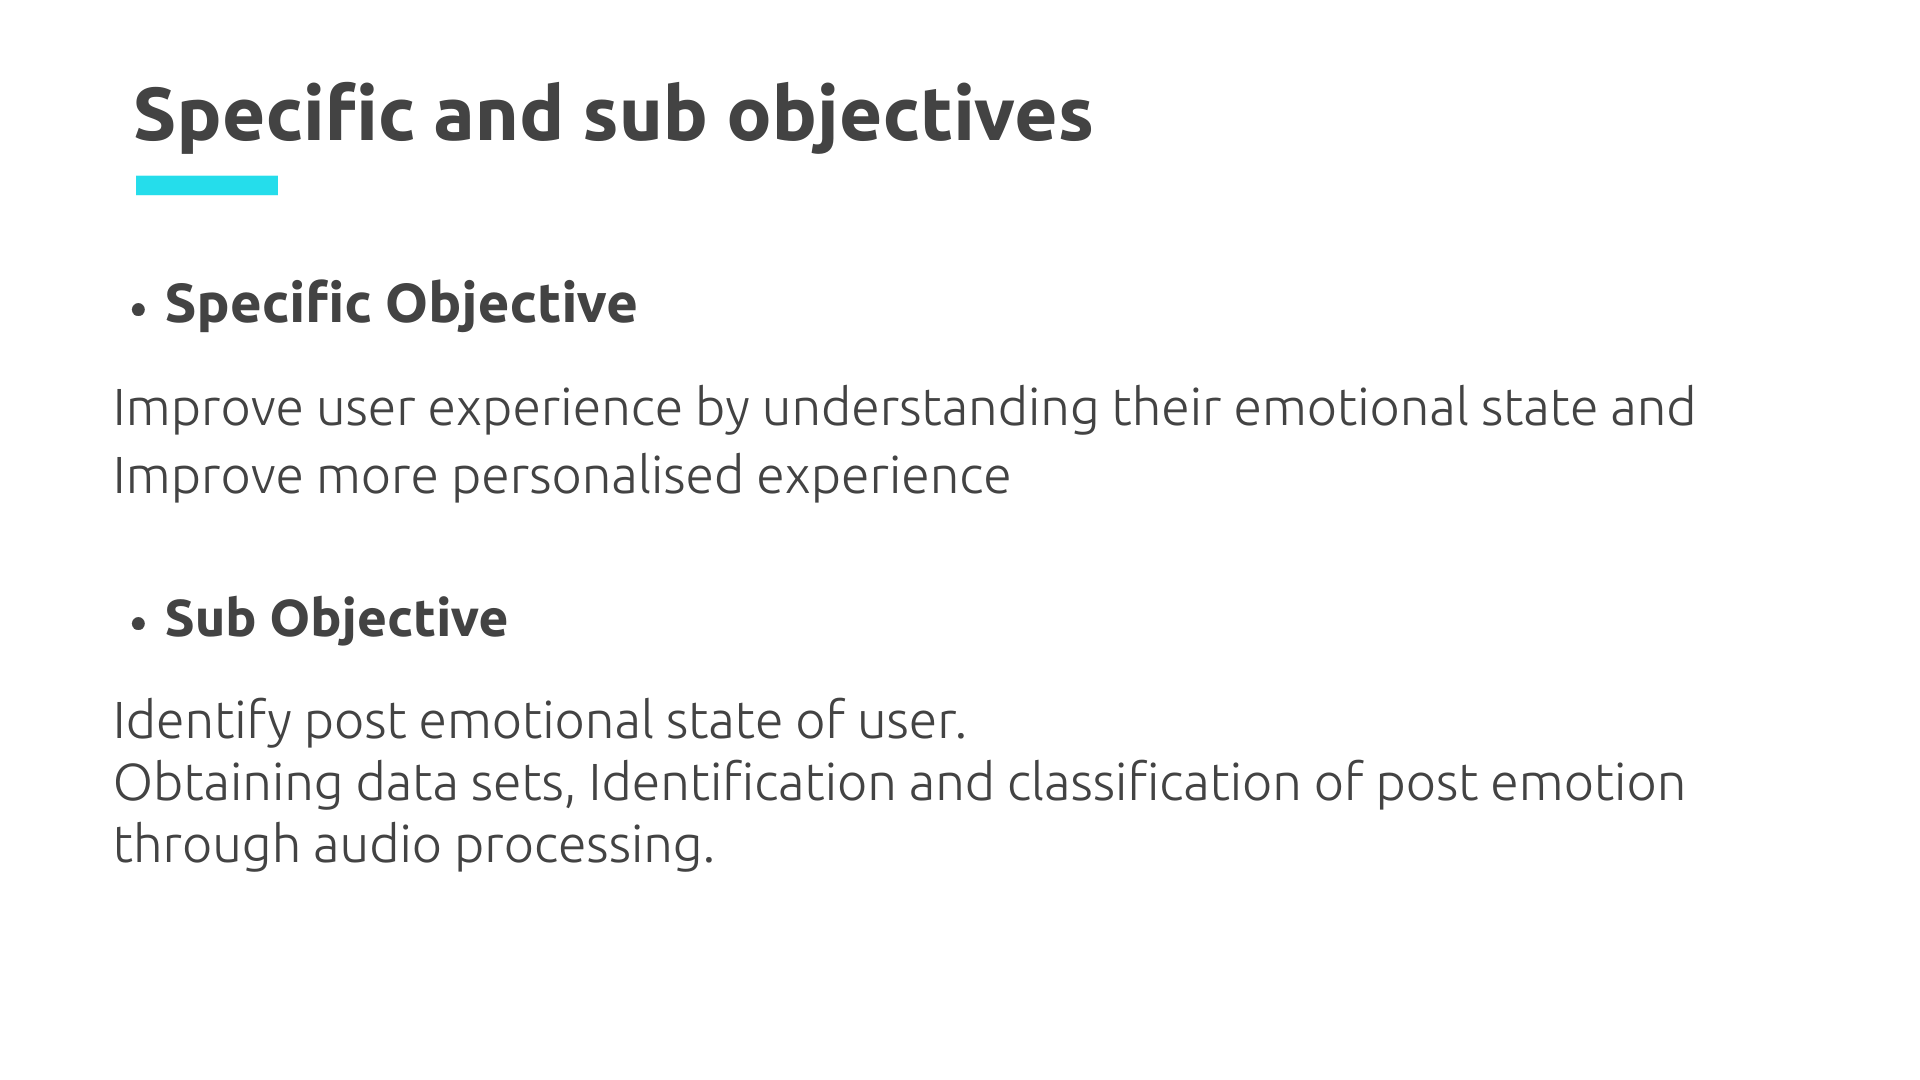 Specific and sub objectives
• Specific Objective
Improve user experience by understanding their emotional state and
Improve more personalised experience
• Sub Objective
Identify post emotional state of user.
Obtaining data sets, Identification and classification of post emotion
through audio processing.